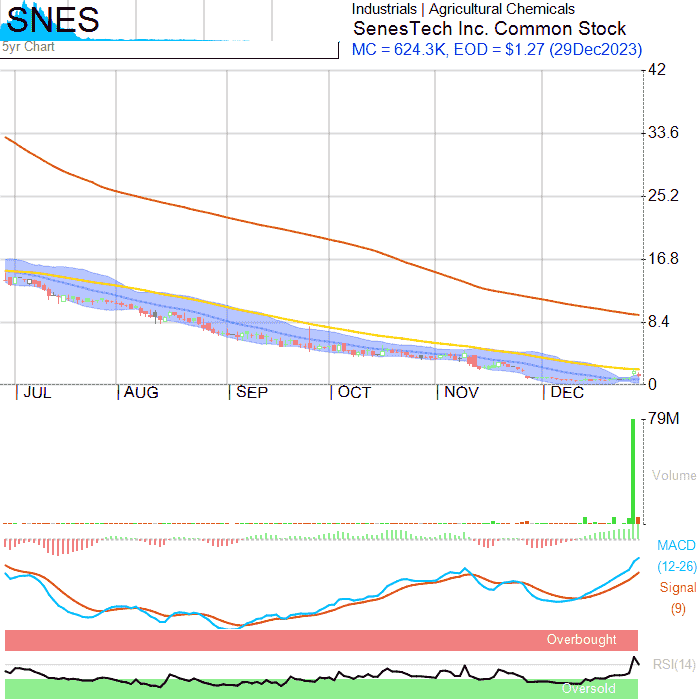 SNES
Industrials | Agricultural Chemicals
SenesTech Inc. Common Stock
5yr Chart
MC = 624.3K, EOD = $1.27 (29Dec2023)
42
33.6
25.2
16.8
8.4
0
JUL AUG SEP OCT NOV DEC
79M
Volume
MACD
(12-26)
Signal
(9)
Overbought
RSI(14)
Oversold